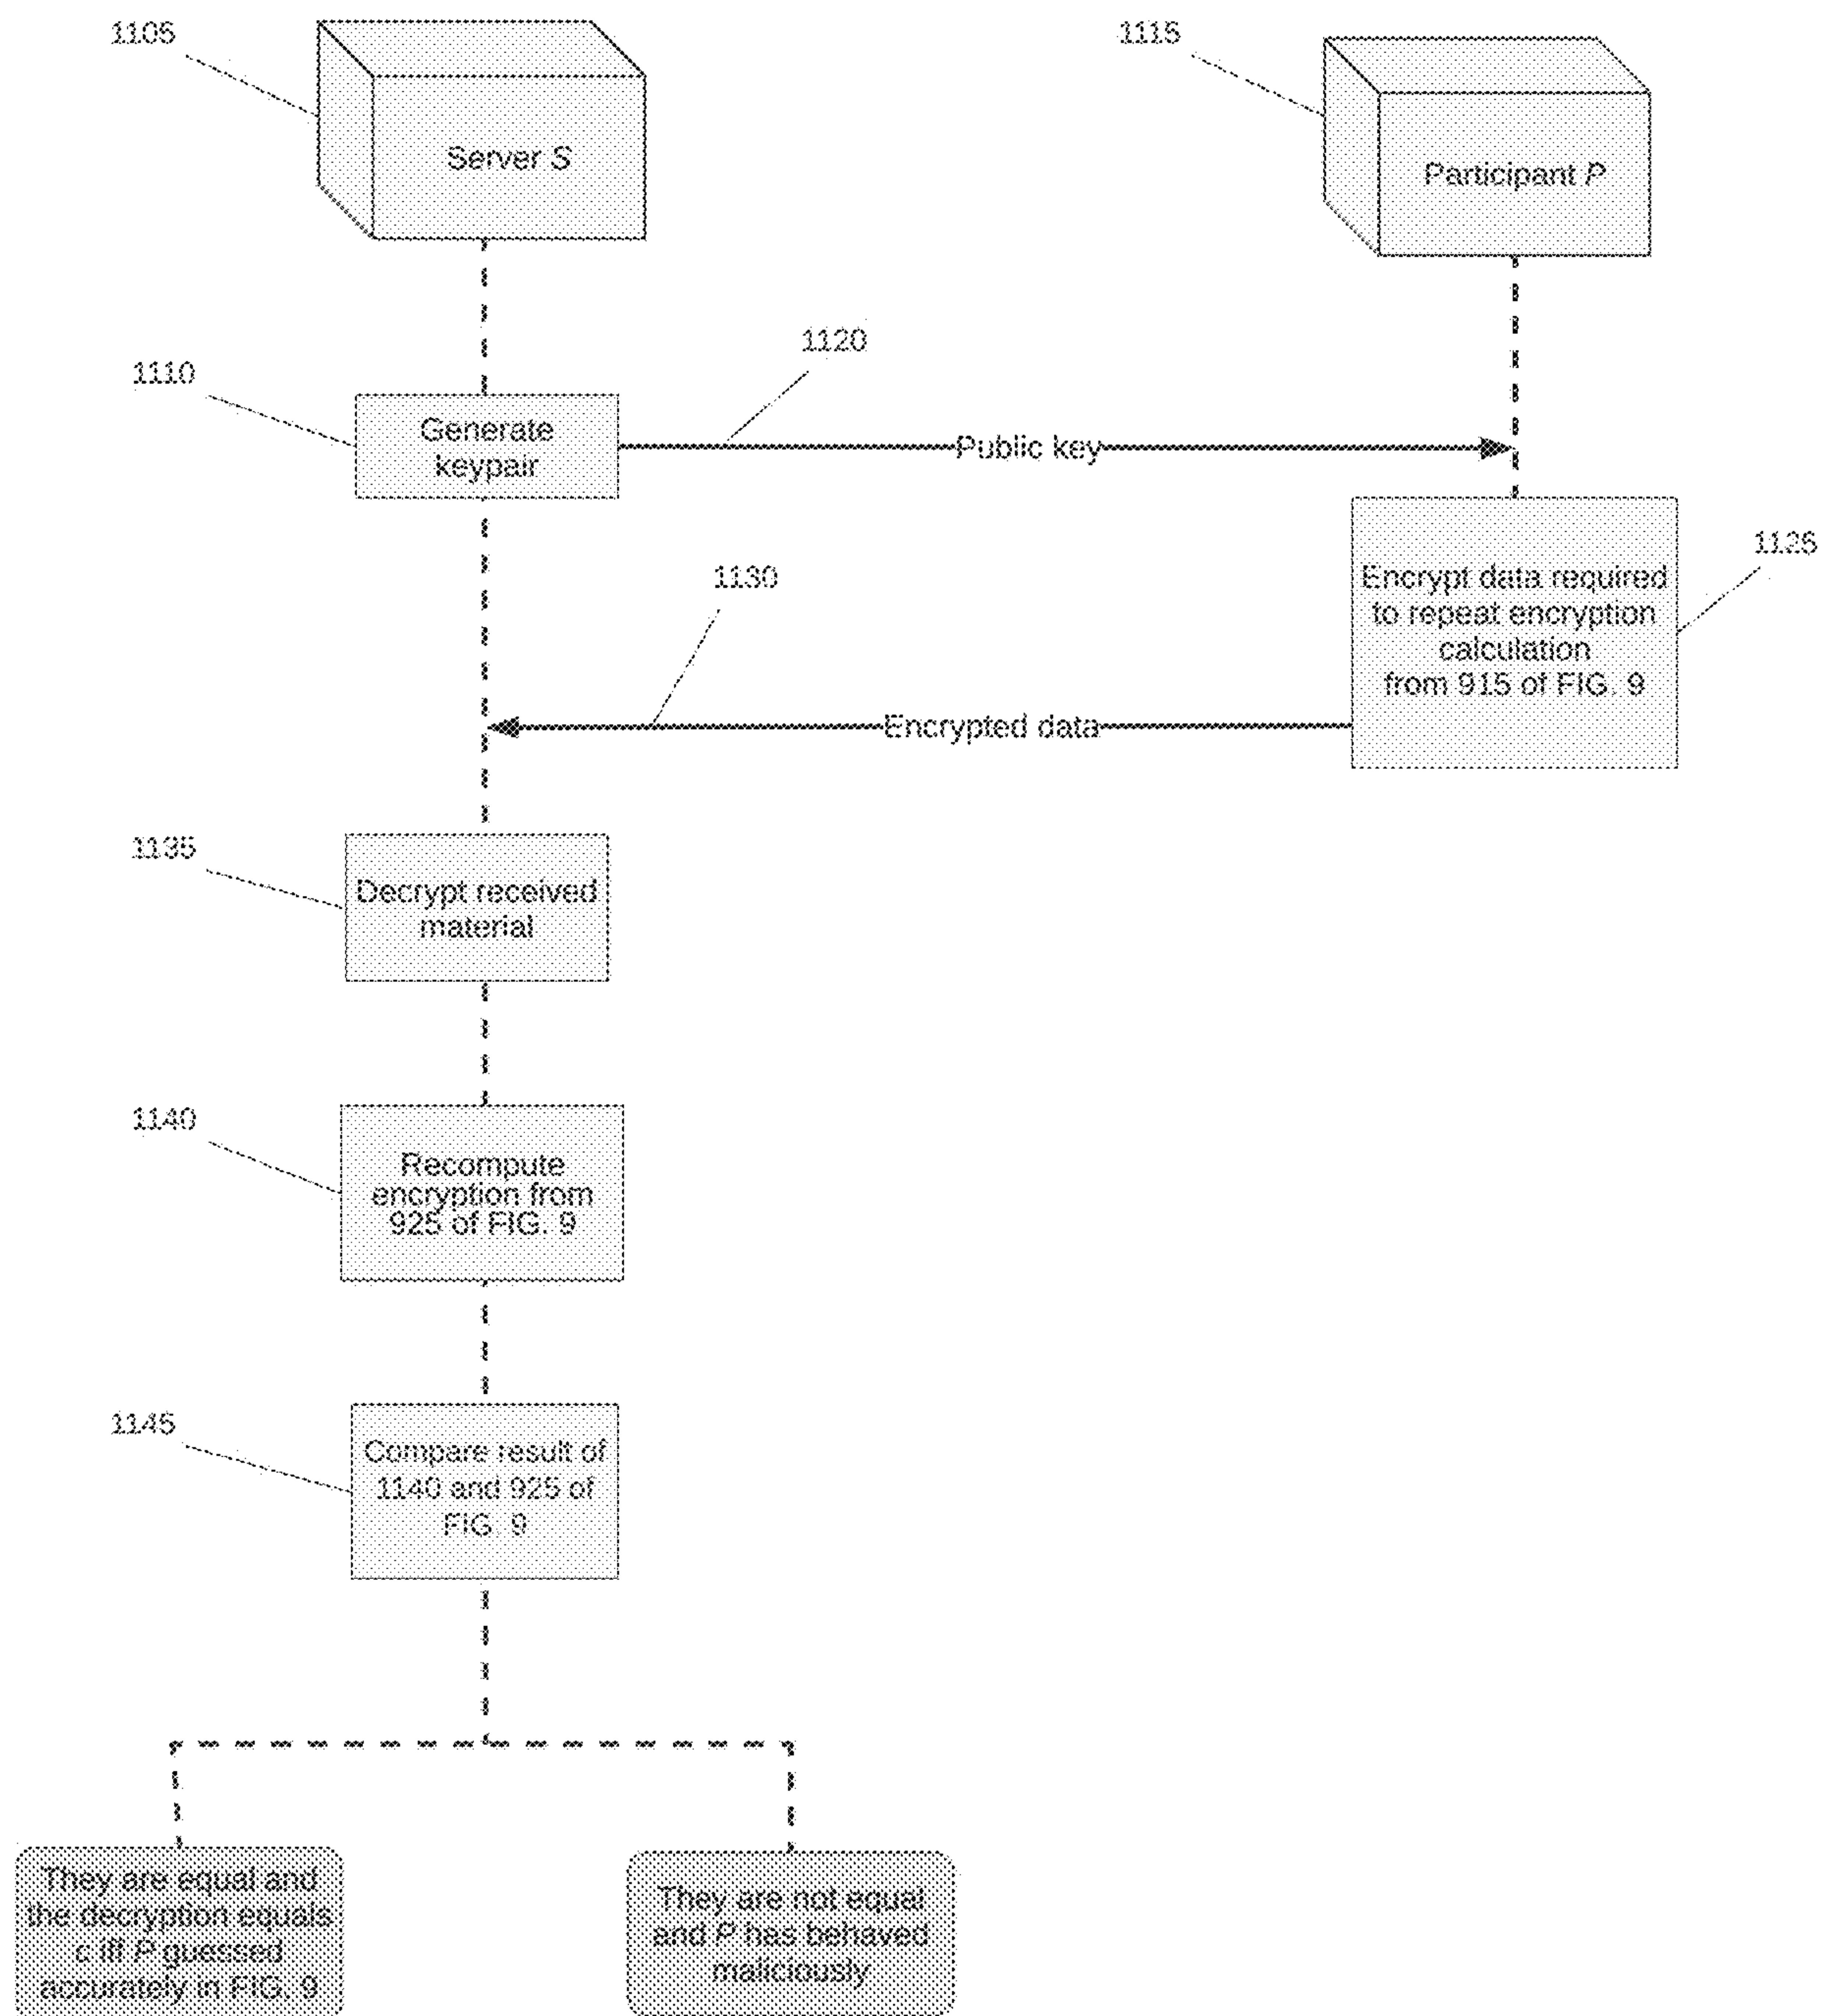 1105
1115
Server S
Participant P
1120
1110
Generate
keypair
Public key
1125
1130
Encrypt data required
to repeat encryption
calculation
from 915 of FIG. 9
Encrypted data
1135
Decrypt received
material
1140
Recompute
encryption from
925 of FIG. 9
1145
Compare result of
1140 and 925 of
FIG. 9
They are equal and
the decryption equals
c iff P guessed
accurately in FIG. 9
They are not equal
and P has behaved
maliciously